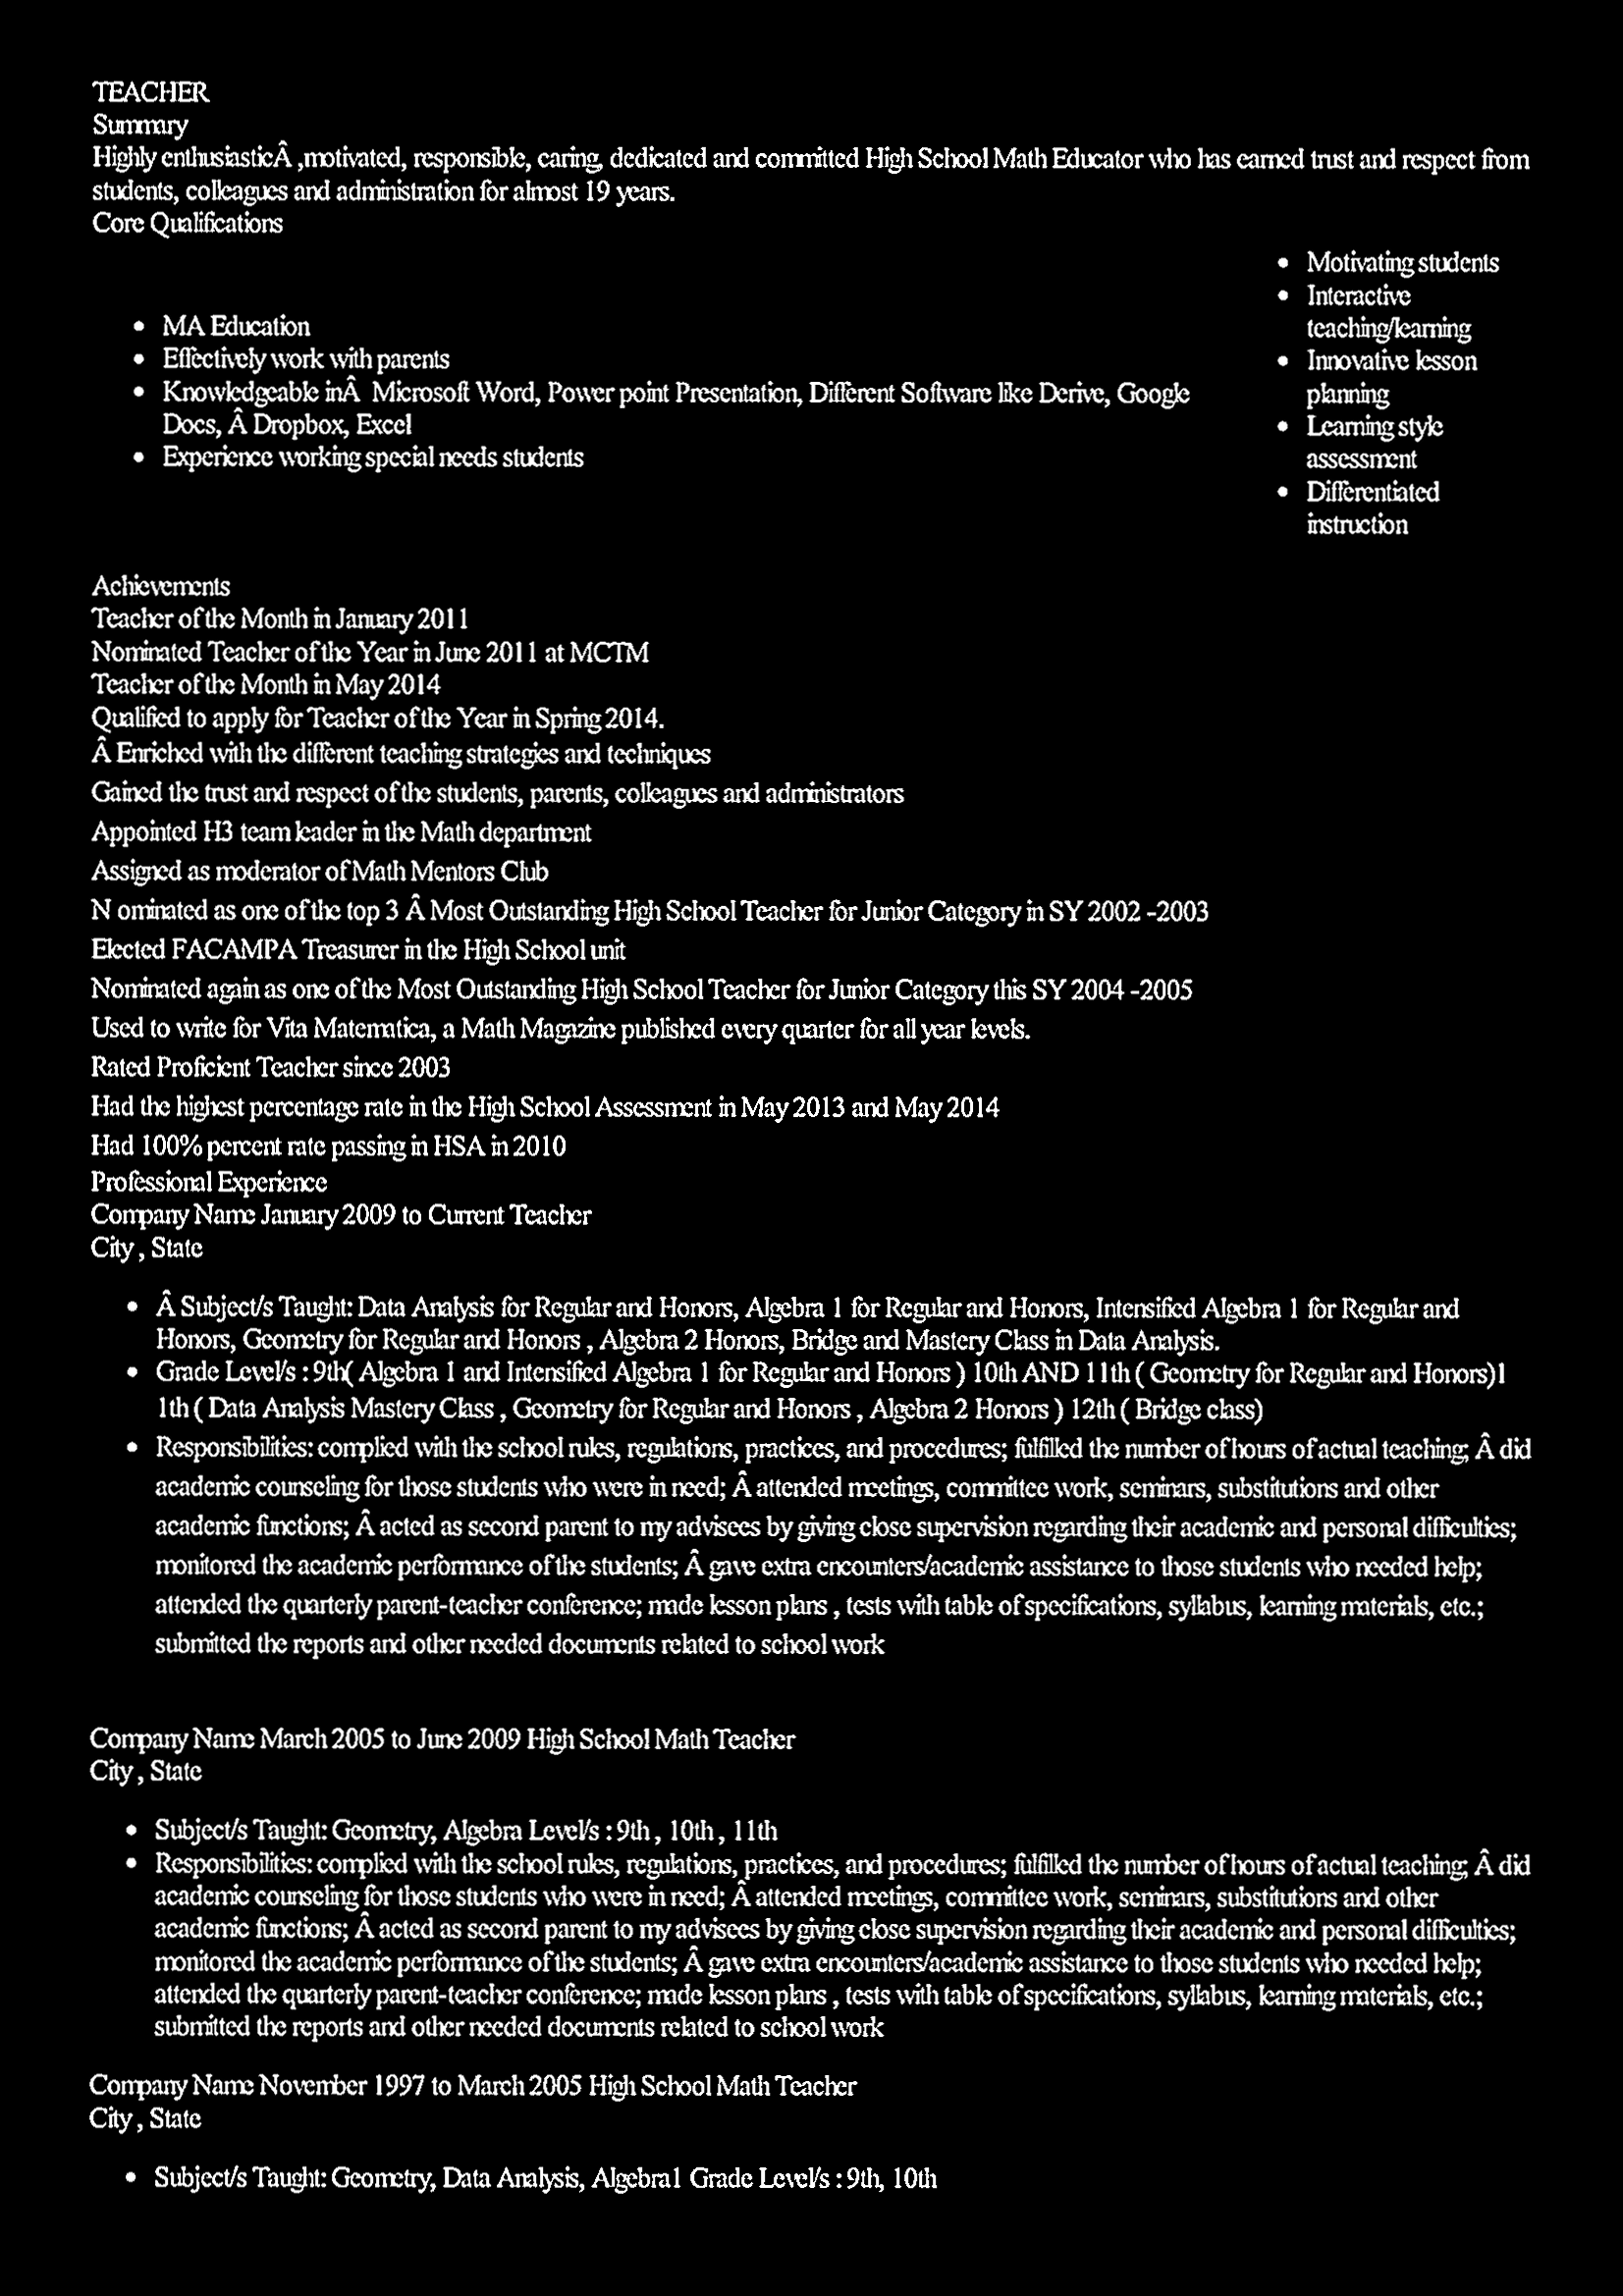 TEACHER
Summary
Highly enthusiasticÂ ,motivated, responsible, caring, dedicated and committed High School Math Educator who has earned trust and respect from
students, colleagues and administration for almost 19 years.
Core Qualifications
• MA Education
• Effectively work with parents
• Knowledgeable inÂ  Microsoft Word, Power point Presentation, Different Software like Derive, Google
Docs, Â Dropbox, Excel
• Experience working special needs students
• Motivating students
• Interactive
teaching/learning
• Innovative lesson
planning
• Learning style
assessment
• Differentiated
instruction
Achievements
Teacher of the Month in January 2011
Nominated Teacher of the Year in June 2011 at MCTM
Teacher of the Month in May 2014
Qualified to apply for Teacher of the Year in Spring 2014.
Â Enriched with the different teaching strategies and techniques
Gained the trust and respect of the students, parents, colleagues and administrators
Appointed H3 team leader in the Math department
Assigned as moderator of Math Mentors Club
N ominated as one of the top 3 Â Most Outstanding High School Teacher for Junior Category in SY 2002 -2003
Elected FACAMPA Treasurer in the High School unit
Nominated again as one of the Most Outstanding High School Teacher for Junior Category this SY 2004 -2005
Used to write for Vita Matematica, a Math Magazine published every quarter for all year levels.
Rated Proficient Teacher since 2003
Had the highest percentage rate in the High School Assessment in May 2013 and May 2014
Had 100% percent rate passing in HSA in 2010
Professional Experience
Company Name January 2009 to Current Teacher
City , State
• Â Subject/s Taught: Data Analysis for Regular and Honors, Algebra 1 for Regular and Honors, Intensified Algebra 1 for Regular and
Honors, Geometry for Regular and Honors , Algebra 2 Honors, Bridge and Mastery Class in Data Analysis.
• Grade Level/s : 9th( Algebra 1 and Intensified Algebra 1 for Regular and Honors ) 10th AND 11th ( Geometry for Regular and Honors)1
1th ( Data Analysis Mastery Class , Geometry for Regular and Honors , Algebra 2 Honors ) 12th ( Bridge class)
• Responsibilities: complied with the school rules, regulations, practices, and procedures; fulfilled the number of hours of actual teaching; Â did
academic counseling for those students who were in need; Â attended meetings, committee work, seminars, substitutions and other
academic functions; Â acted as second parent to my advisees by giving close supervision regarding their academic and personal difficulties;
monitored the academic performance of the students; Â gave extra encounters/academic assistance to those students who needed help;
attended the quarterly parent-teacher conference; made lesson plans , tests with table of specifications, syllabus, learning materials, etc.;
submitted the reports and other needed documents related to school work
Company Name March 2005 to June 2009 High School Math Teacher
City , State
• Subject/s Taught: Geometry, Algebra Level/s : 9th , 10th , 11th
• Responsibilities: complied with the school rules, regulations, practices, and procedures; fulfilled the number of hours of actual teaching; Â did
academic counseling for those students who were in need; Â attended meetings, committee work, seminars, substitutions and other
academic functions; Â acted as second parent to my advisees by giving close supervision regarding their academic and personal difficulties;
monitored the academic performance of the students; Â gave extra encounters/academic assistance to those students who needed help;
attended the quarterly parent-teacher conference; made lesson plans , tests with table of specifications, syllabus, learning materials, etc.;
submitted the reports and other needed documents related to school work
Company Name November 1997 to March 2005 High School Math Teacher
City , State
• Subject/s Taught: Geometry, Data Analysis, Algebra1 Grade Level/s : 9th, 10th